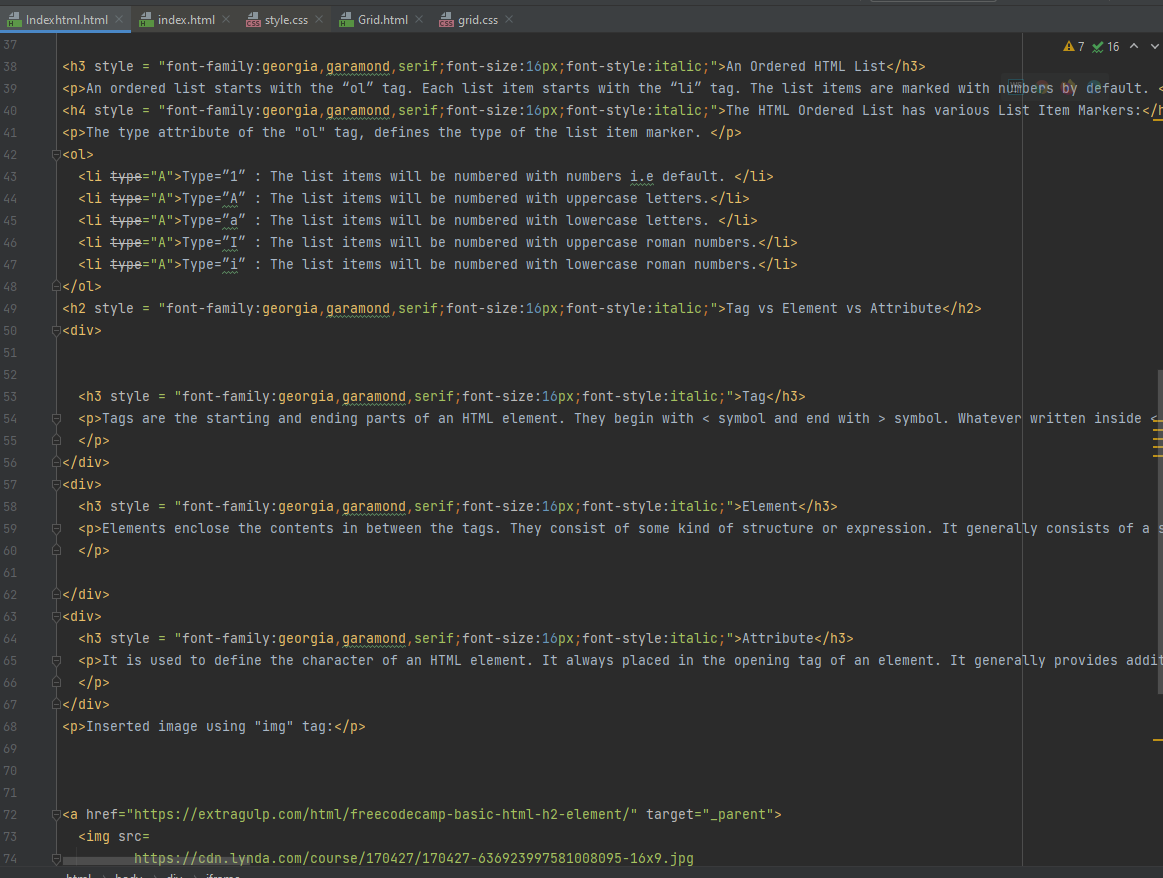 Indexhtml.html index.html style.css Grid.html grid.css
37 7 16
38 <h3 style = "font-family:georgia,garamond,serif;font-size:16px;font-style:italic;">An Ordered HTML List</h3>
39 <p>An ordered list starts with the “ol” tag. Each list item starts with the “li” tag. The list items are marked with numbers by default. <
40 <h4 style = "font-family:georgia,garamond,serif;font-size:16px;font-style:italic;">The HTML Ordered List has various List Item Markers:</h
41 <p>The type attribute of the "ol" tag, defines the type of the list item marker. </p>
42 <ol>
43 <li type="A">Type=”1” : The list items will be numbered with numbers i.e default. </li>
44 <li type="A">Type=”A” : The list items will be numbered with uppercase letters.</li>
45 <li type="A">Type=”a” : The list items will be numbered with lowercase letters. </li>
46 <li type="A">Type=”I” : The list items will be numbered with uppercase roman numbers.</li>
47 <li type="A">Type=”i” : The list items will be numbered with lowercase roman numbers.</li>
48 </ol>
49 <h2 style = "font-family:georgia,garamond,serif;font-size:16px;font-style:italic;">Tag vs Element vs Attribute</h2>
50 <div>
51
52
53 <h3 style = "font-family:georgia,garamond,serif;font-size:16px;font-style:italic;">Tag</h3>
54 <p>Tags are the starting and ending parts of an HTML element. They begin with < symbol and end with > symbol. Whatever written inside <
55 </p>
56 </div>
57 <div>
58 <h3 style = "font-family:georgia,garamond,serif;font-size:16px;font-style:italic;">Element</h3>
59 <p>Elements enclose the contents in between the tags. They consist of some kind of structure or expression. It generally consists of a s
60 </p>
61
62 </div>
63 <div>
64 <h3 style = "font-family:georgia,garamond,serif;font-size:16px;font-style:italic;">Attribute</h3>
65 <p>It is used to define the character of an HTML element. It always placed in the opening tag of an element. It generally provides addit
66 </p>
67 </div>
68 <p>Inserted image using "img" tag:</p>
69
70
71
72 <a href="https://extragulp.com/html/freecodecamp-basic-html-h2-element/" target="_parent">
73 <img src=
74 https://cdn.lynda.com/course/170427/170427-636923997581008095-16x9.jpg
html body div iframe